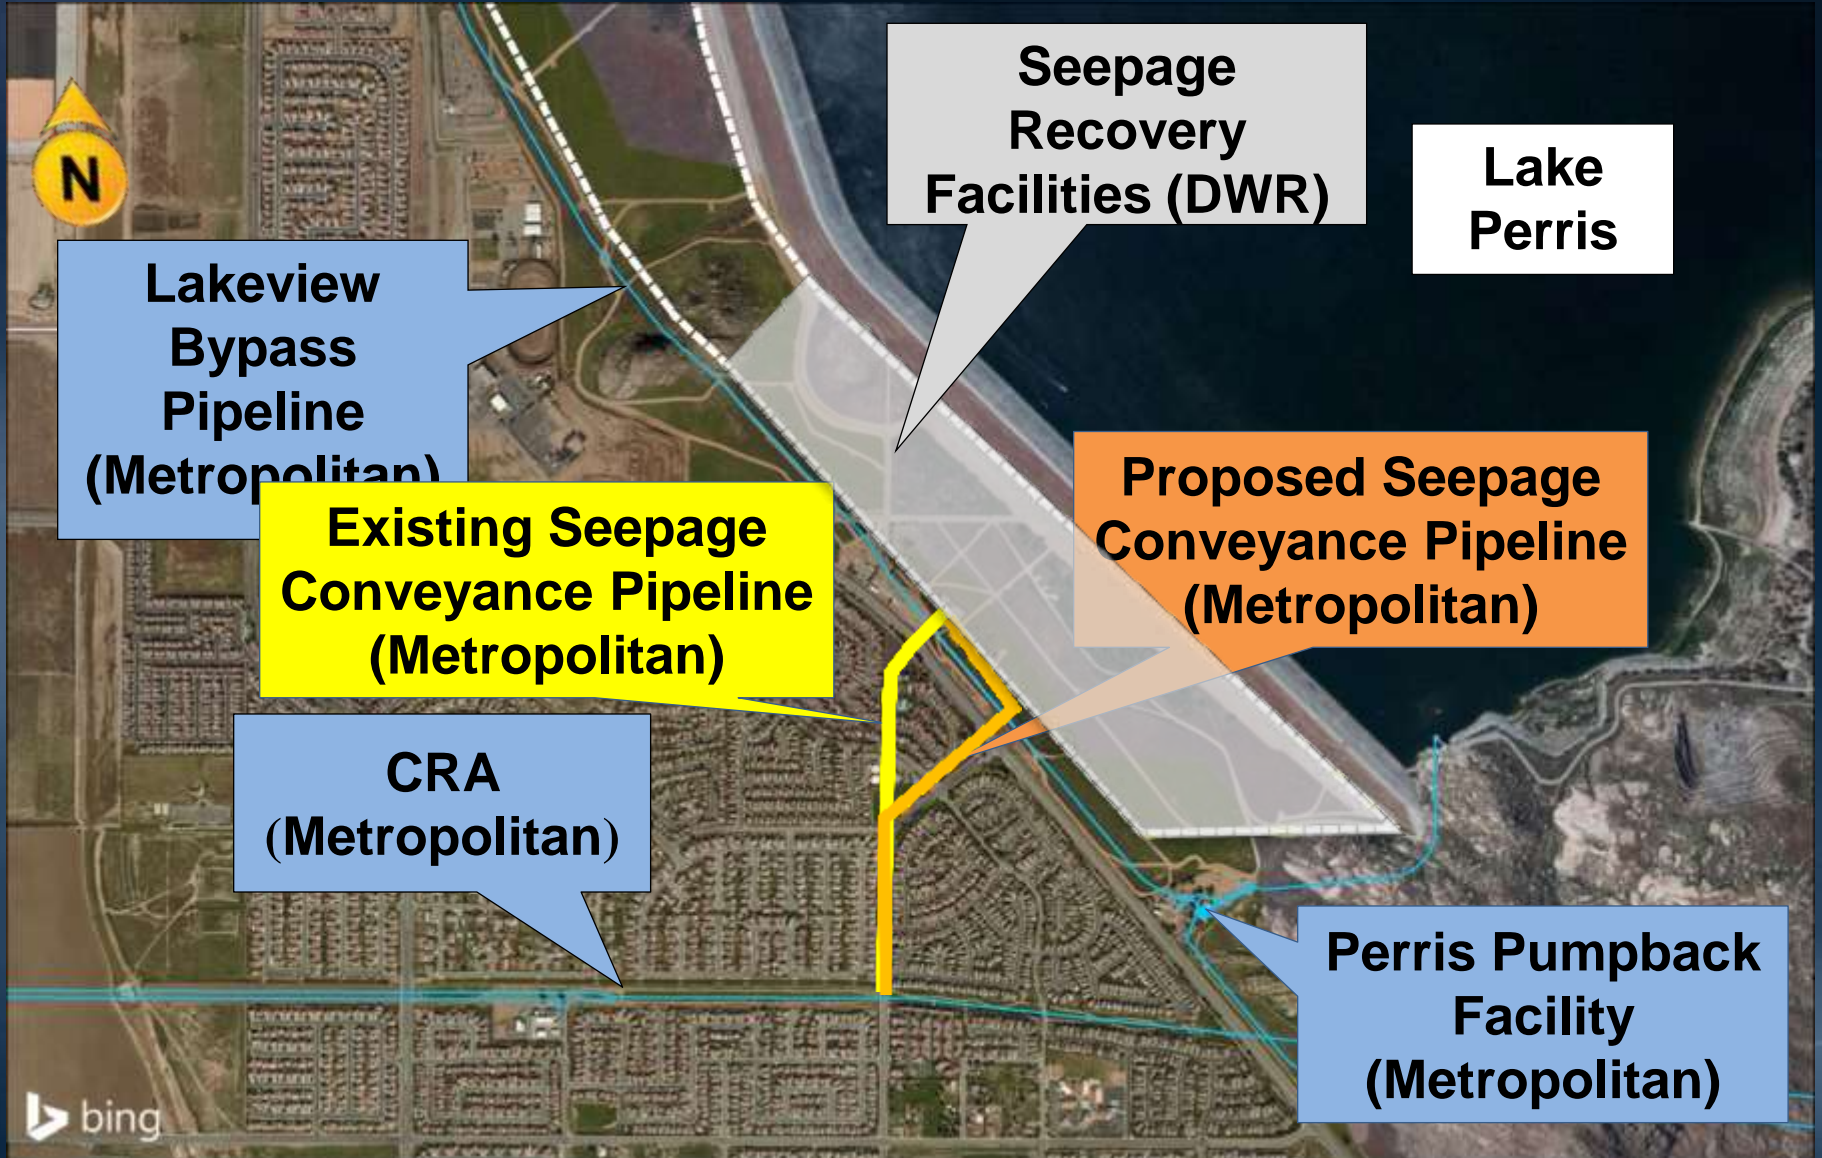 Seepage
Recovery
Facilities (DWR)
Lake
Perris
N
Lakeview
Bypass
Pipeline
(Metropolitan)
Existing Seepage
Conveyance Pipeline
(Metropolitan)
Proposed Seepage
Conveyance Pipeline
(Metropolitan)
CRA
(Metropolitan)
Perris Pumpback
Facility
(Metropolitan)
bing